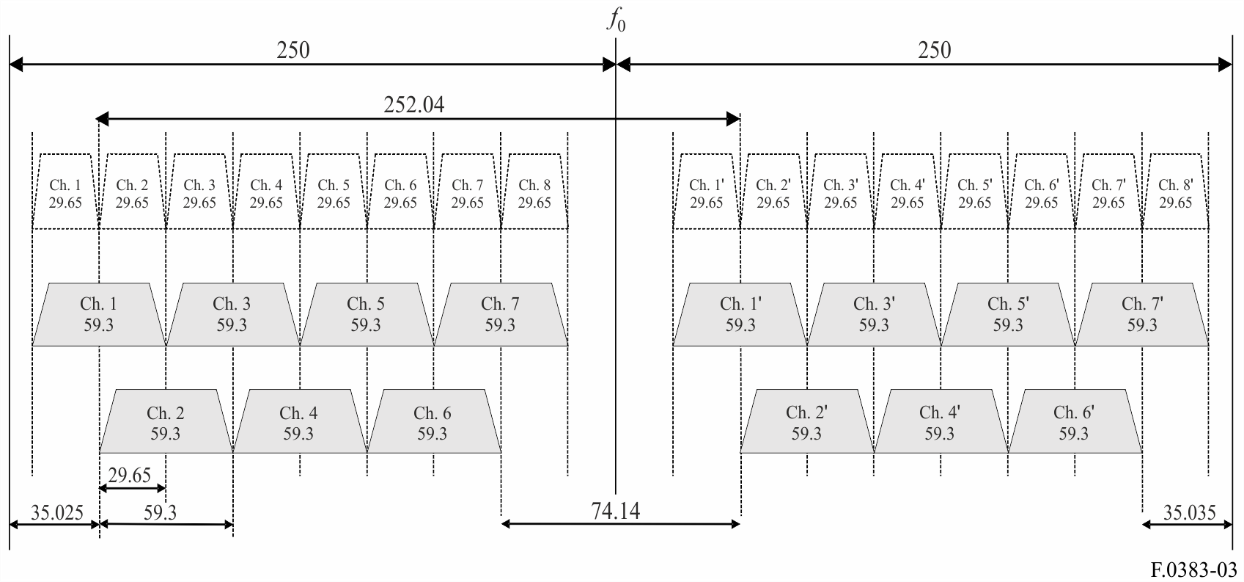 f0
250 250
252.04
Ch. 1 Ch. 2 Ch. 3 Ch. 4 Ch. 5 Ch. 6 Ch. 7 Ch. 8 Ch. 1' Ch. 2' Ch. 3' Ch. 4' Ch. 5' Ch. 6' Ch. 7' Ch. 8'
29.65 29.65 29.65 29.65 29.65 29.65 29.65 29.65 29.65 29.65 29.65 29.65 29.65 29.65 29.65 29.65
Ch. 1 Ch. 3 Ch. 5 Ch. 7 Ch. 1' Ch. 3' Ch. 5' Ch. 7'
59.3 59.3 59.3 59.3 59.3 59.3 59.3 59.3
Ch. 2 Ch. 4 Ch. 6 Ch. 2' Ch. 4' Ch. 6'
59.3 59.3 59.3 59.3 59.3 59.3
29.65
35.025 59.3 74.14 35.035
F.0383-03